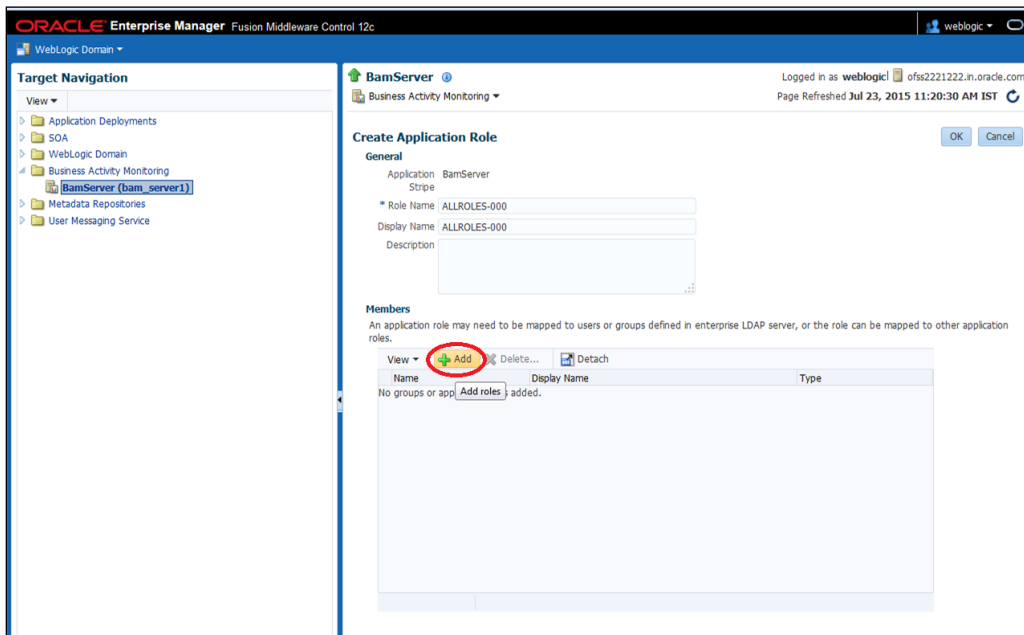 ORACLE Enterprise Manager Fusion Middleware Control 12c
weblogic
WebLogic Domain
Target Navigation
View
Application Deployments
SOA
WebLogic Domain
Business Activity Monitoring
BamServer (bam_server1)
Metadata Repositories
User Messaging Service
BamServer
Logged in as weblogic| ofss2221222.in.oracle.com
Business Activity Monitoring
Page Refreshed Jul 23, 2015 11:20:30 AM IST
Create Application Role
OK Cancel
General
Application BamServer
Stripe
* Role Name ALLROLES-000
Display Name ALLROLES-000
Description
Members
An application role may need to be mapped to users or groups defined in enterprise LDAP server, or the role can be mapped to other application
roles.
View Add Delete... Detach
Name Display Name Type
No groups or app s added.
Add roles